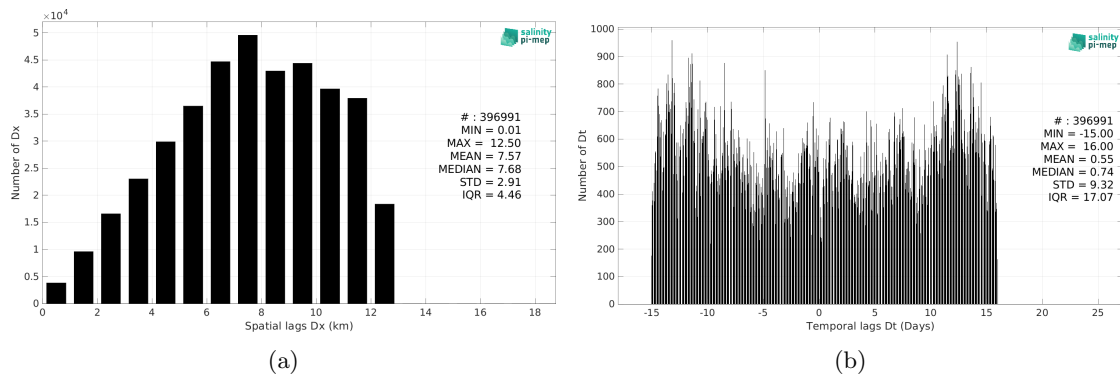 ×10⁴
5
4.5
4
3.5
3
2.5
2
1.5
1
0.5
0
Number of Dx
0 2 4 6 8 10 12 14 16 18
Spatial lags Dx (km)
salinity
pi-mep
# : 396991
MIN = 0.01
MAX = 12.50
MEAN = 7.57
MEDIAN = 7.68
STD = 2.91
IQR = 4.46
(a)
1000
900
800
700
600
500
400
300
200
100
0
Number of Dt
-15 -10 -5 0 5 10 15 20 25
Temporal lags Dt (Days)
salinity
pi-mep
# : 396991
MIN = -15.00
MAX = 16.00
MEAN = 0.55
MEDIAN = 0.74
STD = 9.32
IQR = 17.07
(b)